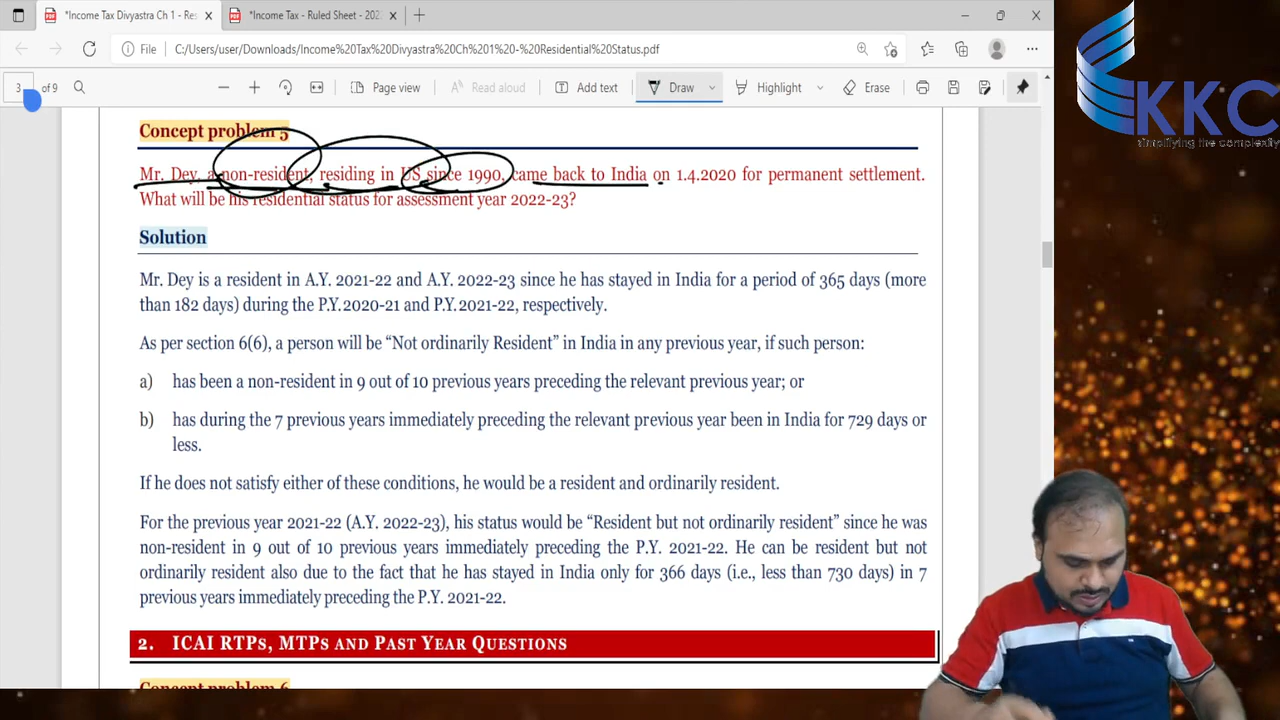 *Income Tax Divyastra Ch 1 - Res
*Income Tax - Ruled Sheet - 202
File
C:/Users/user/Downloads/Income%20Tax%20Divyastra%20Ch%201%20-%20Residential%20Status.pdf
3 of 9
Page view
Read aloud
Add text
Draw
Highlight
Erase
KKC
simplifying the complexity
Concept problem 5
Mr. Dey, a non-resident, residing in US since 1990, came back to India on 1.4.2020 for permanent settlement.
What will be his residential status for assessment year 2022-23?
Solution
Mr. Dey is a resident in A.Y. 2021-22 and A.Y. 2022-23 since he has stayed in India for a period of 365 days (more
than 182 days) during the P.Y.2020-21 and P.Y.2021-22, respectively.
As per section 6(6), a person will be “Not ordinarily Resident” in India in any previous year, if such person:
a) has been a non-resident in 9 out of 10 previous years preceding the relevant previous year; or
b) has during the 7 previous years immediately preceding the relevant previous year been in India for 729 days or
less.
If he does not satisfy either of these conditions, he would be a resident and ordinarily resident.
For the previous year 2021-22 (A.Y. 2022-23), his status would be “Resident but not ordinarily resident” since he was
non-resident in 9 out of 10 previous years immediately preceding the P.Y. 2021-22. He can be resident but not
ordinarily resident also due to the fact that he has stayed in India only for 366 days (i.e., less than 730 days) in 7
previous years immediately preceding the P.Y. 2021-22.
2. ICAI RTPs, MTPs and Past Year Questions
Concept problem 6